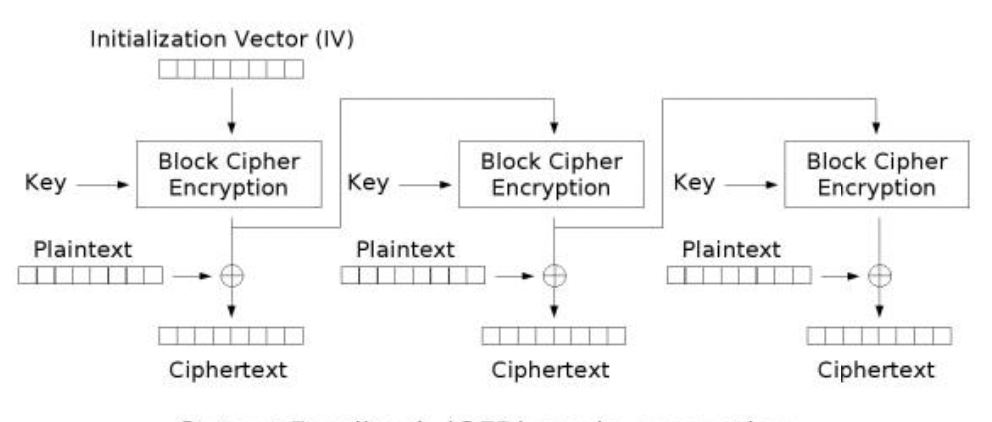 Initialization Vector (IV)
Block Cipher
Encryption
Block Cipher
Encryption
Block Cipher
Encryption
Key
Key
Key
Plaintext
Plaintext
Plaintext
Ciphertext
Ciphertext
Ciphertext